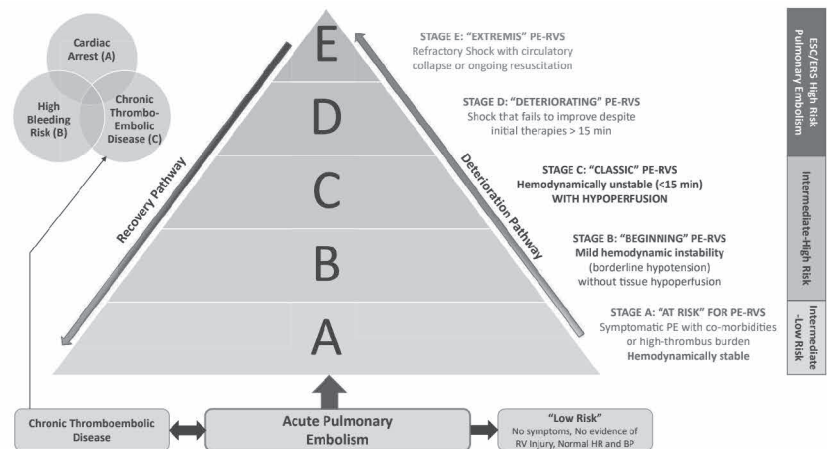 Cardiac
Arrest (A)
High
Bleeding
Risk (B)
Chronic
Thrombo-
Embolic
Disease (C)
Recovery Pathway
E
D
C
B
A
Deterioration Pathway
STAGE E: “EXTREMIS” PE-RVS
Refractory Shock with circulatory
collapse or ongoing resuscitation
STAGE D: “DETERIORATING” PE-RVS
Shock that fails to improve despite
initial therapies > 15 min
STAGE C: “CLASSIC” PE-RVS
Hemodynamically unstable (<15 min)
WITH HYPOPERFUSION
STAGE B: “BEGINNING” PE-RVS
Mild hemodynamic instability
(borderline hypotension)
without tissue hypoperfusion
STAGE A: “AT RISK” FOR PE-RVS
Symptomatic PE with co-morbidities
or high-thrombus burden
Hemodynamically stable
ESC/ERS High Risk
Pulmonary Embolism
Intermediate-High Risk
Intermediate
-Low Risk
Chronic Thromboembolic
Disease
Acute Pulmonary
Embolism
“Low Risk”
No symptoms, No evidence of
RV Injury, Normal HR and BP